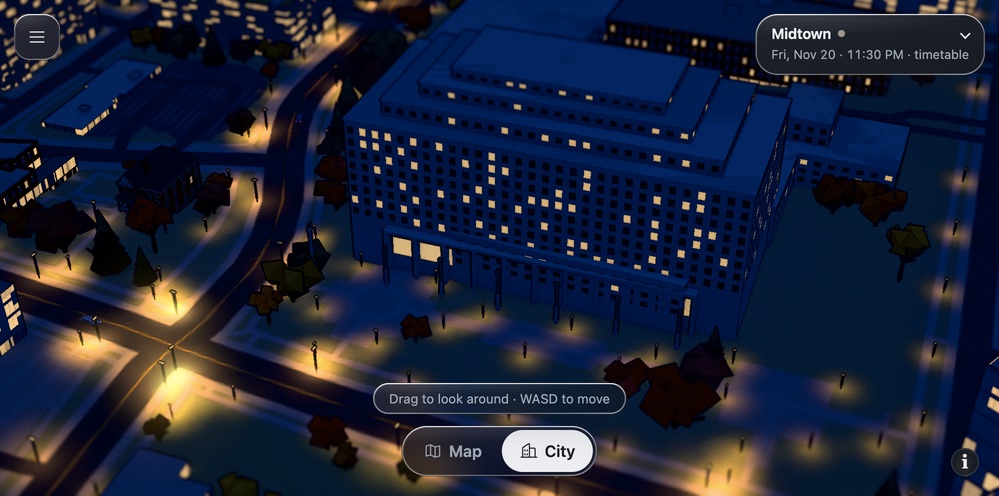 Midtown
Fri, Nov 20 · 11:30 PM · timetable
Drag to look around · WASD to move
Map
City
i